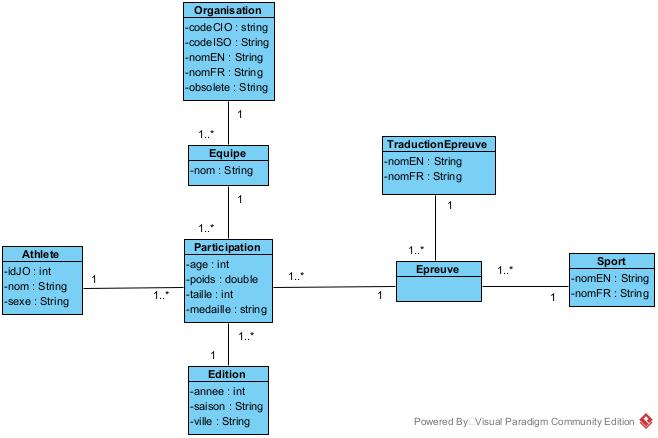 Organisation
-codeCIO : string
-codeISO : String
-nomEN : String
-nomFR : String
-obsolete : String
1
1..*
Equipe
-nom : String
1
1..*
TraductionEpreuve
-nomEN : String
-nomFR : String
1
1..*
Athlete
-idJO : int
-nom : String
-sexe : String
1
1..*
Participation
-age : int
-poids : double
-taille : int
-medaille : string
1..*
1
Epreuve
1..*
1
Sport
-nomEN : String
-nomFR : String
1..*
1
Edition
-annee : int
-saison : String
-ville : String
Powered By Visual Paradigm Community Edition